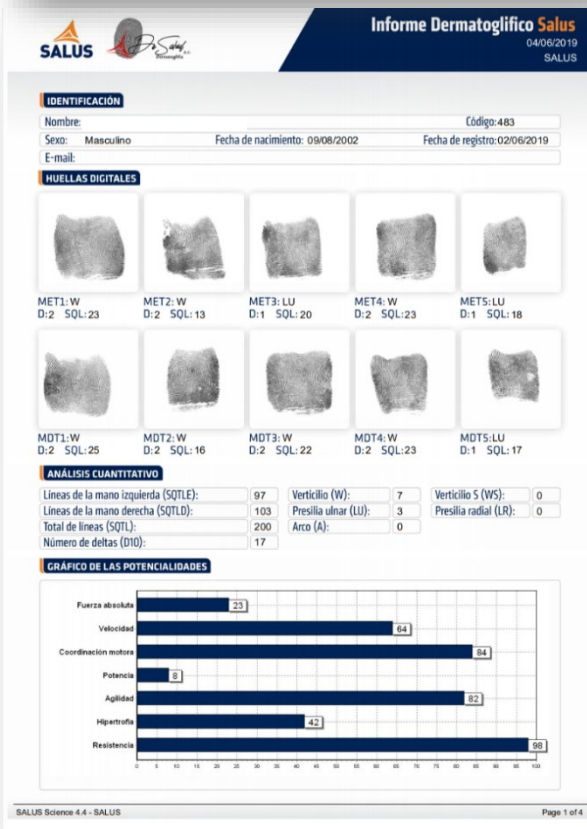 SALUS
Dr. Salud
Dermatoglifia
Informe Dermatoglifico Salus
04/06/2019
SALUS
IDENTIFICACIÓN
Nombre: Código:483
Sexo: Masculino Fecha de nacimiento: 09/08/2002 Fecha de registro:02/06/2019
E-mail:
HUELLAS DIGITALES
MET1: W MET2: W MET3: LU MET4: W MET5: LU
D:2 SQL:23 D:2 SQL:13 D:1 SQL:20 D:2 SQL:23 D:1 SQL:18
MDT1: W MDT2: W MDT3: W MDT4: W MDT5: LU
D:2 SQL:25 D:2 SQL:16 D:2 SQL:22 D:2 SQL:23 D:1 SQL:17
ANÁLISIS CUANTITATIVO
Líneas de la mano izquierda (SQTLE): 97 Verticilio (W): 7 Verticilio S (WS): 0
Líneas de la mano derecha (SQTLD): 103 Presilia ulnar (LU): 3 Presilia radial (LR): 0
Total de líneas (SQTL): 200 Arco (A): 0
Número de deltas (D10): 17
GRÁFICO DE LAS POTENCIALIDADES
Fuerza absoluta 23
Velocidad 64
Coordinación motora 84
Potencia 8
Agilidad 82
Hipertrofia 42
Resistencia 98
0 5 10 15 20 25 30 35 40 45 50 55 60 65 70 75 80 85 90 95 100
SALUS Science 4.4 - SALUS Page 1 of 4